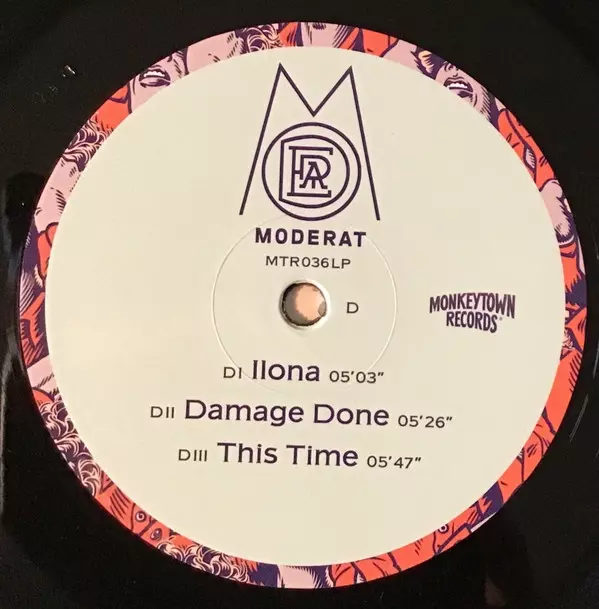 MODERAT
MTR036LP
D
MONKEYTOWN
RECORDS
DI Ilona 05'03"
DII Damage Done 05'26"
DIII This Time 05'47"